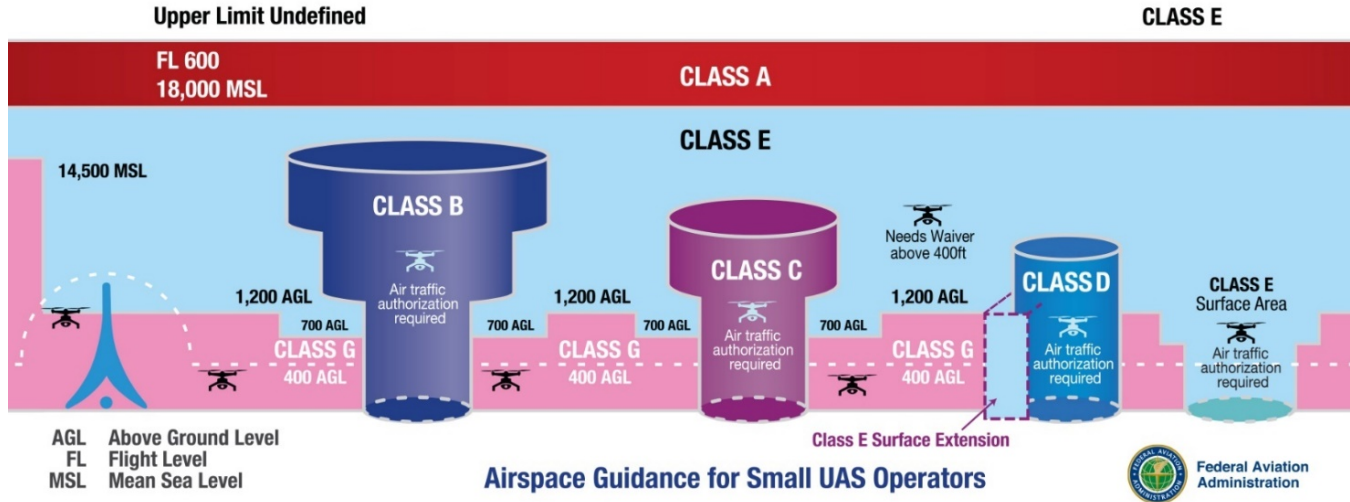 Upper Limit Undefined
CLASS E
FL 600
18,000 MSL
CLASS A
CLASS E
14,500 MSL
CLASS B
Air traffic
authorization
required
CLASS C
Air traffic
authorization
required
Needs Waiver
above 400ft
CLASS D
Air traffic
authorization
required
CLASS E
Surface Area
Air traffic
authorization
required
1,200 AGL
700 AGL
CLASS G
400 AGL
700 AGL
1,200 AGL
CLASS G
400 AGL
700 AGL
700 AGL
1,200 AGL
CLASS G
400 AGL
Class E Surface Extension
AGL Above Ground Level
FL Flight Level
MSL Mean Sea Level
Airspace Guidance for Small UAS Operators
FEDERAL AVIATION
ADMINISTRATION
Federal Aviation
Administration